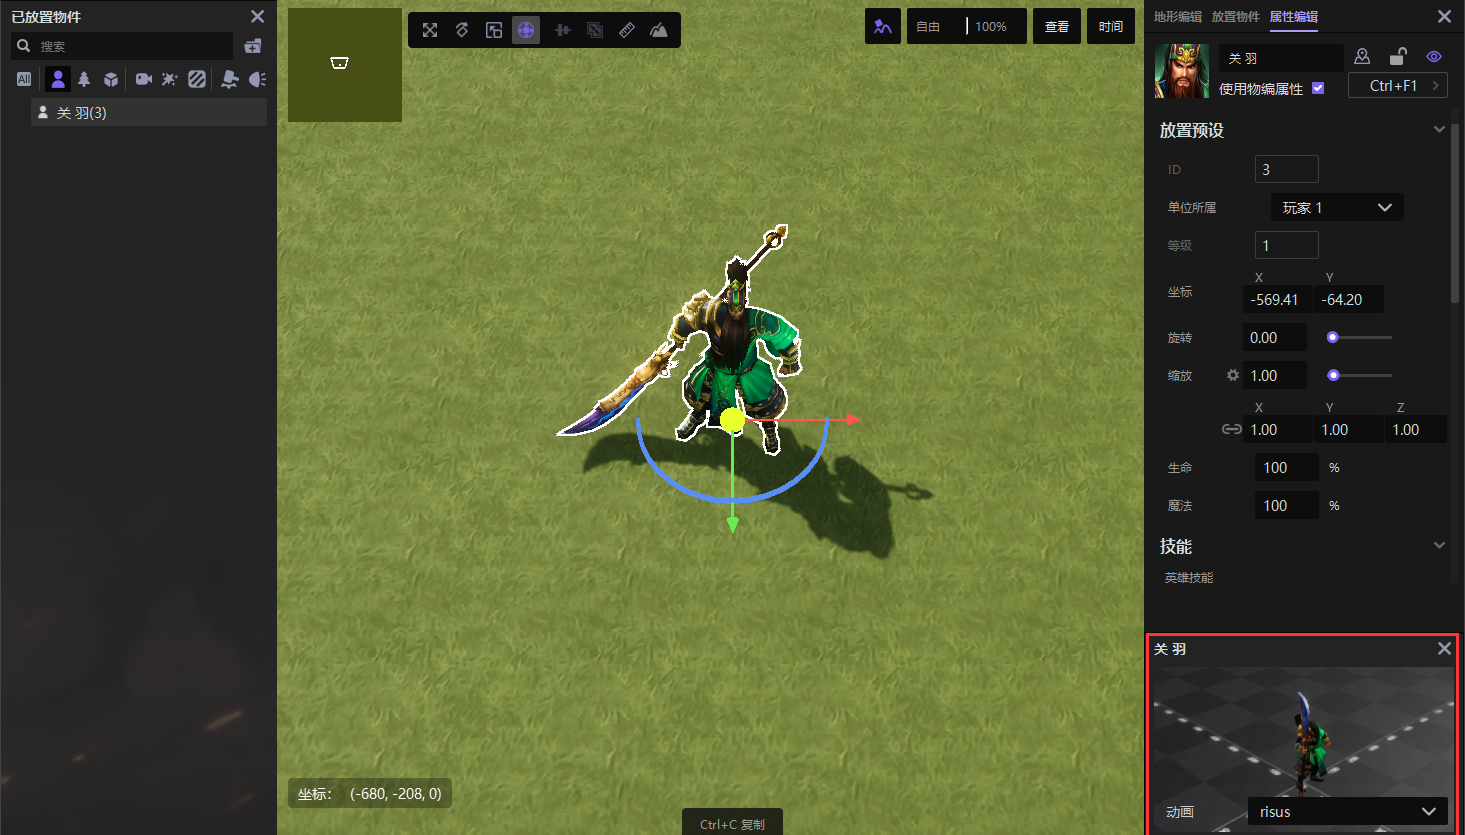 已放置物件
搜索
All
关 羽(3)
自由 100% 查看 时间
坐标： (-680, -208, 0)
Ctrl+C 复制
地形编辑 放置物件 属性编辑
关 羽
使用物编属性 Ctrl+F1
放置预设
ID 3
单位所属 玩家 1
等级 1
X Y
坐标 -569.41 -64.20
旋转 0.00
缩放 1.00
X Y Z
1.00 1.00 1.00
生命 100 %
魔法 100 %
技能
英雄技能
关 羽
动画 risus